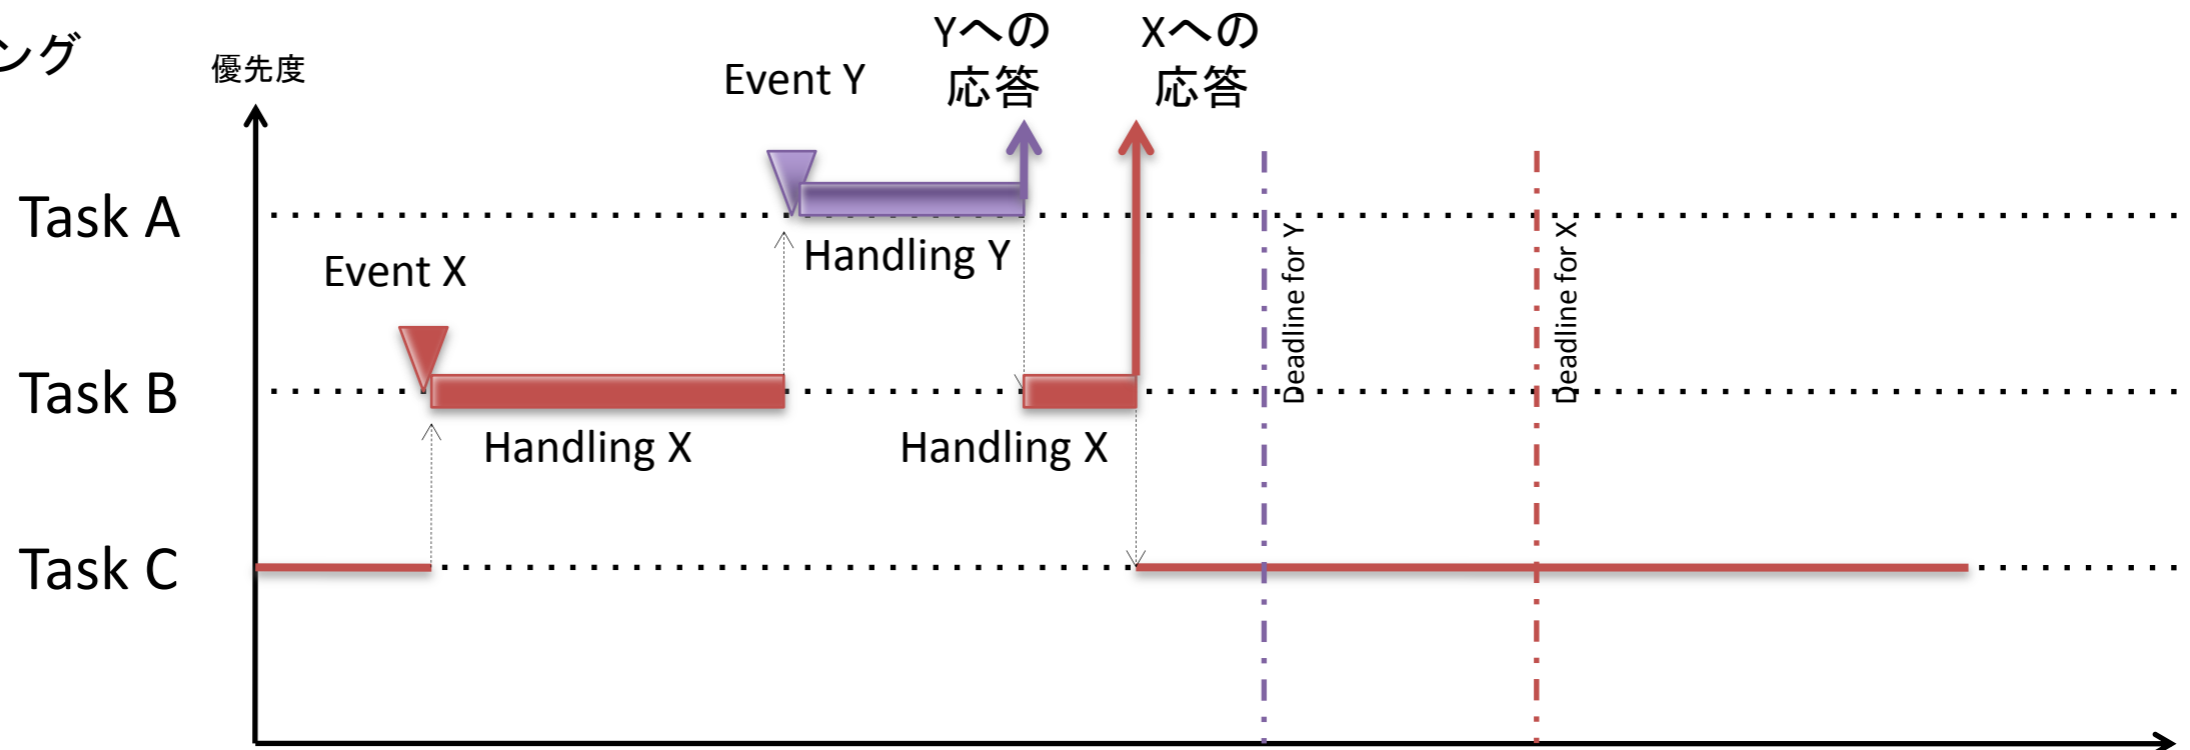 ング
優先度
Event Y
Yへの
応答
Xへの
応答
Task A
Handling Y
Event X
Deadline for Y
Deadline for X
Task B
Handling X
Handling X
Task C